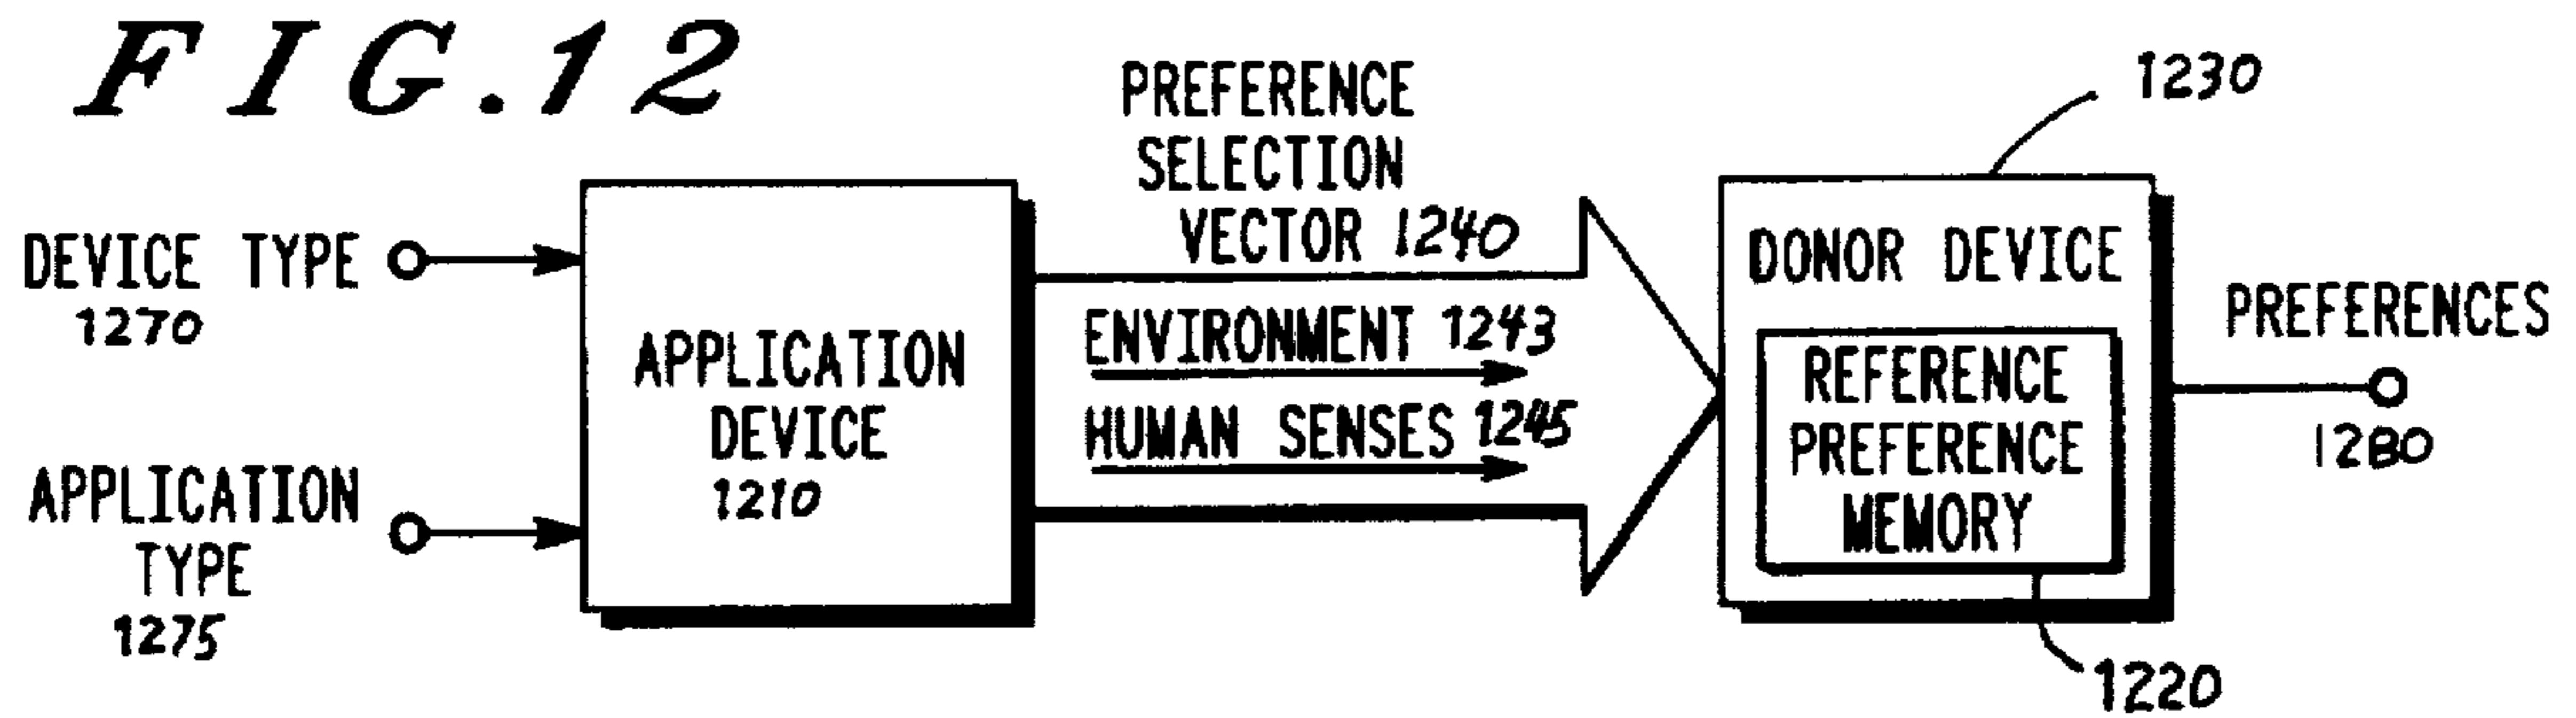 FIG.12
DEVICE TYPE
1270
APPLICATION
TYPE
1275
APPLICATION
DEVICE
1210
PREFERENCE
SELECTION
VECTOR 1240
ENVIRONMENT 1243
HUMAN SENSES 1245
1230
DONOR DEVICE
REFERENCE
PREFERENCE
MEMORY
1220
PREFERENCES
1280